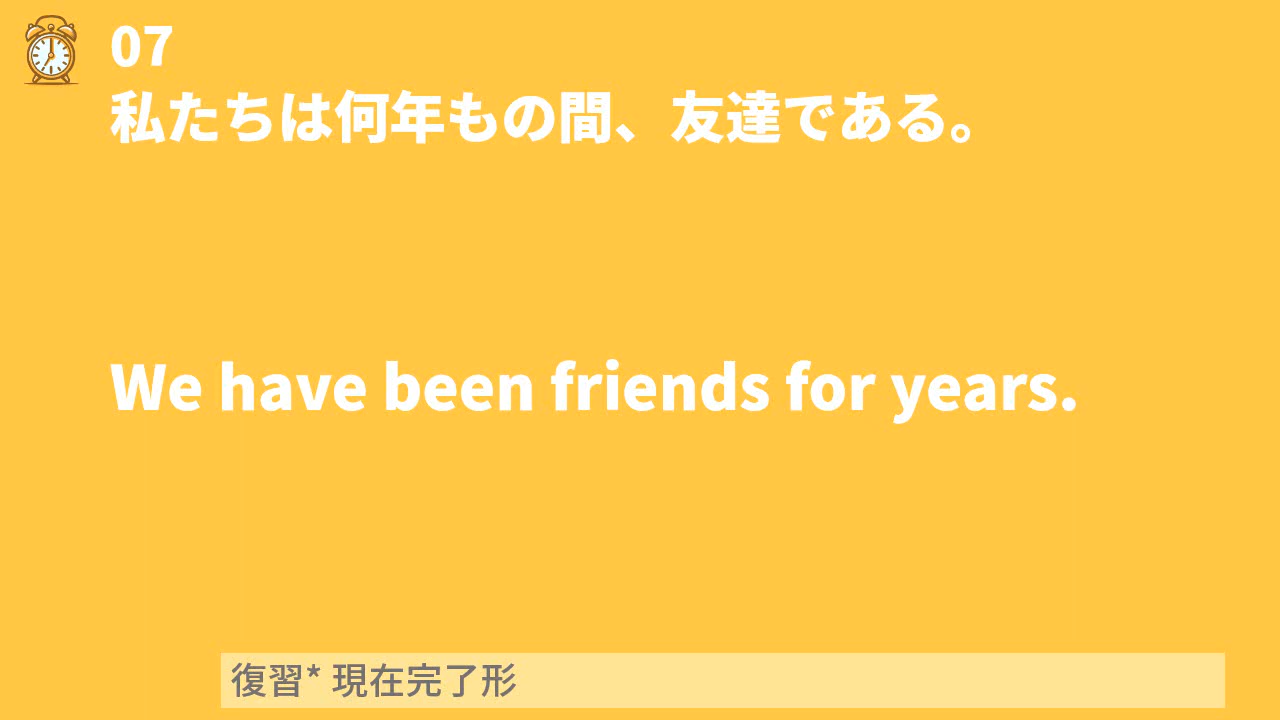 07
私たちは何年もの間、友達である。
We have been friends for years.
復習* 現在完了形